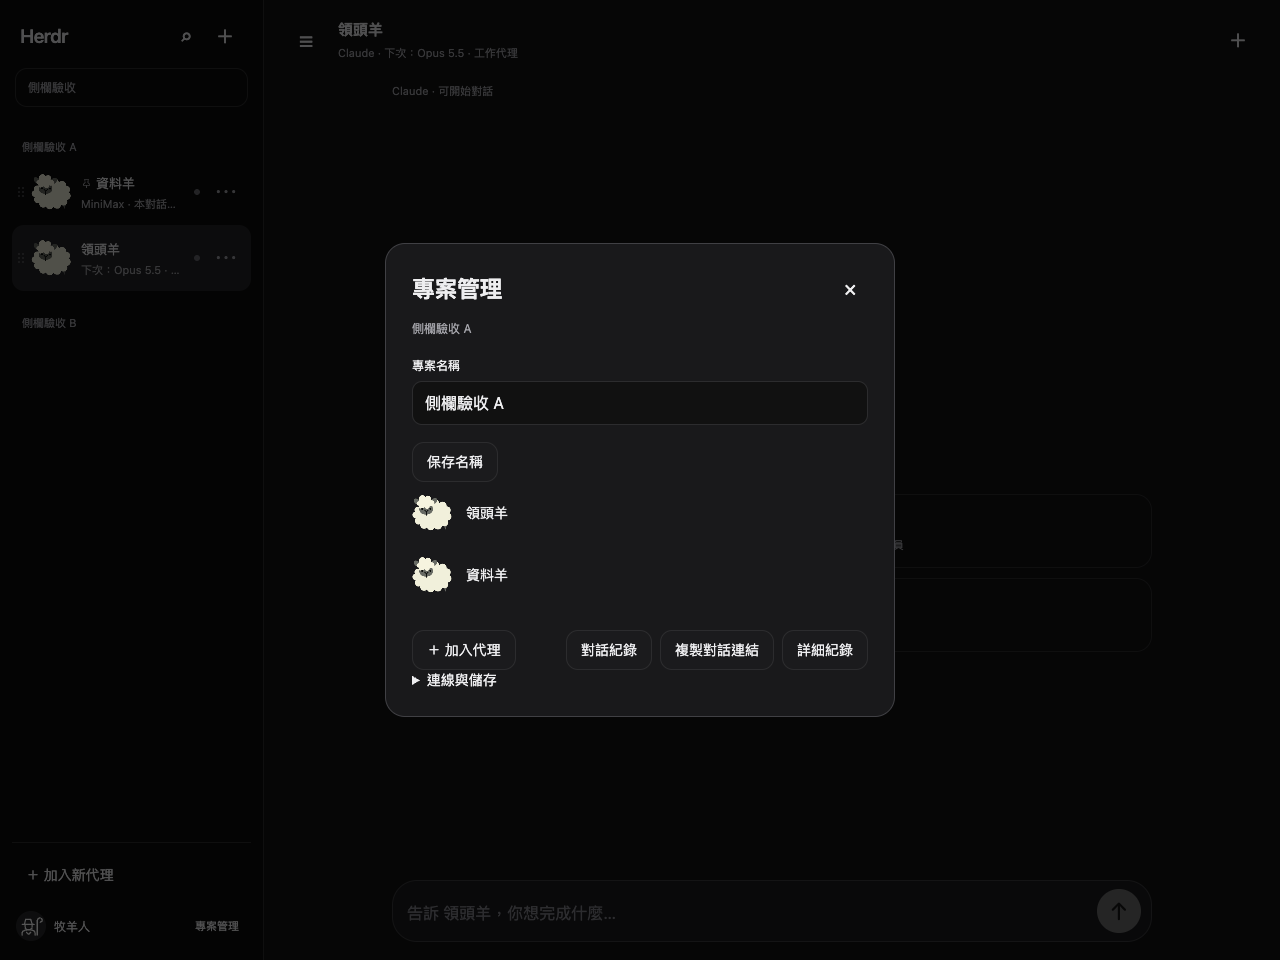 Herdr
側欄驗收
側欄驗收 A
資料羊
MiniMax · 本對話...
領頭羊
下次：Opus 5.5 · ...
側欄驗收 B
+ 加入新代理
牧羊人
專案管理
領頭羊
Claude · 下次：Opus 5.5 · 工作代理
Claude · 可開始對話
專案管理
側欄驗收 A
專案名稱
側欄驗收 A
保存名稱
領頭羊
資料羊
+ 加入代理
對話紀錄
複製對話連結
詳細紀錄
連線與儲存
員
告訴 領頭羊，你想完成什麼...